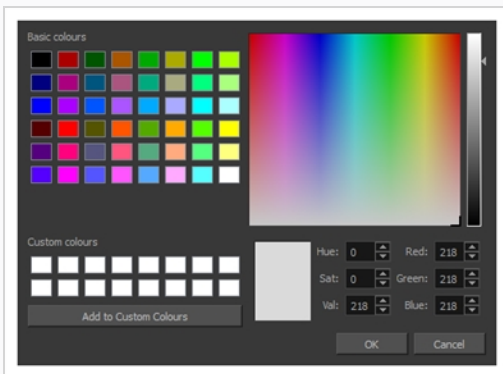 Basic colours
Custom colours
Add to Custom Colours
Hue: 0 Red: 218
Sat: 0 Green: 218
Val: 218 Blue: 218
OK Cancel